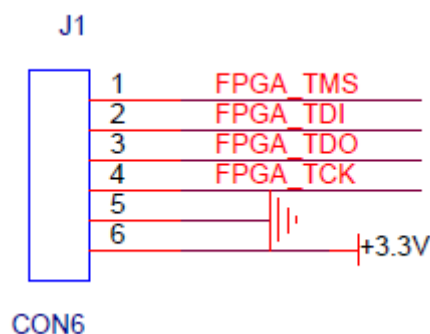 J1
1 FPGA_TMS
2 FPGA_TDI
3 FPGA_TDO
4 FPGA_TCK
5
6 +3.3V
CON6